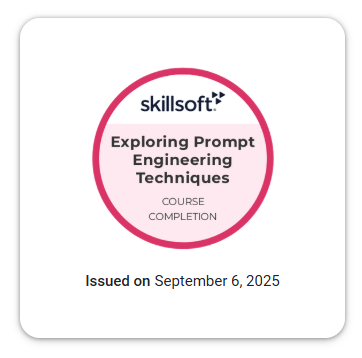 skillsoft
Exploring Prompt
Engineering
Techniques
COURSE
COMPLETION
Issued on September 6, 2025